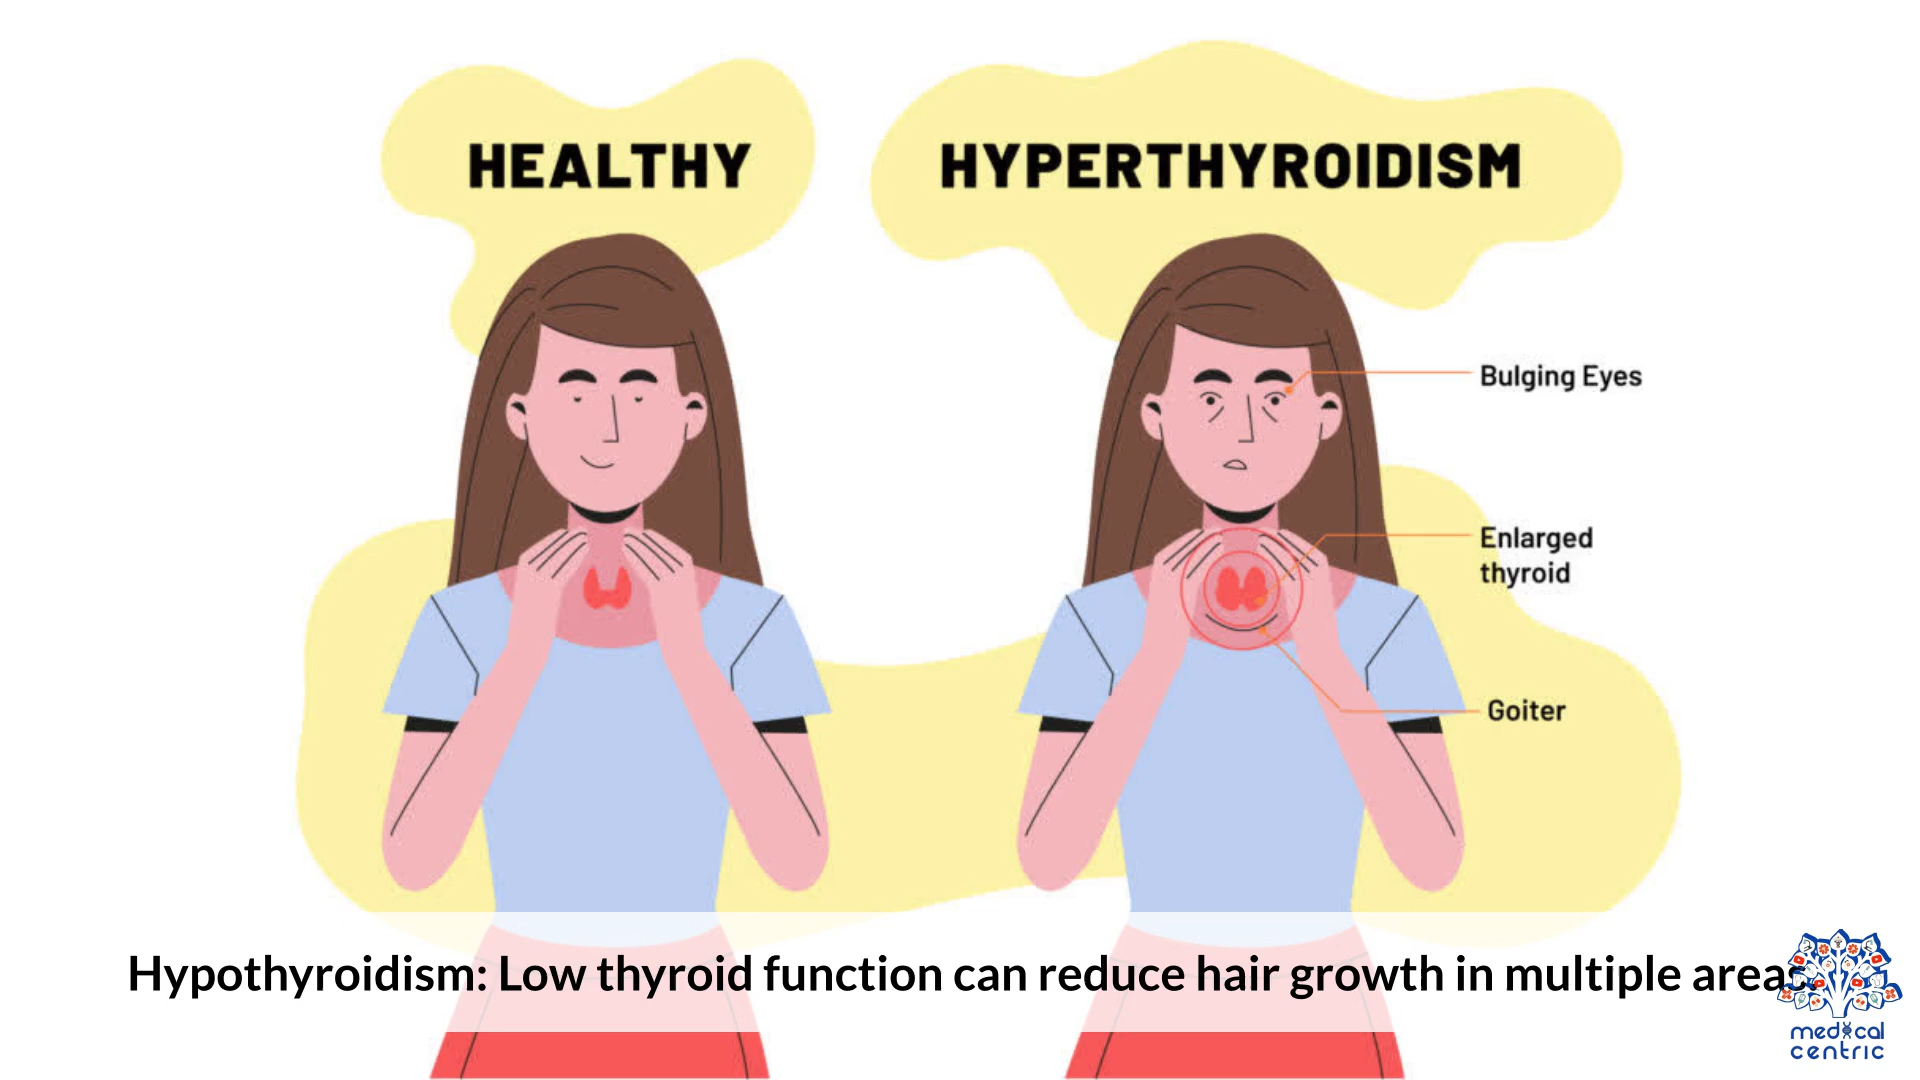 HEALTHY
HYPERTHYROIDISM
Bulging Eyes
Enlarged
thyroid
Goiter
Hypothyroidism: Low thyroid function can reduce hair growth in multiple areas
medical
centric